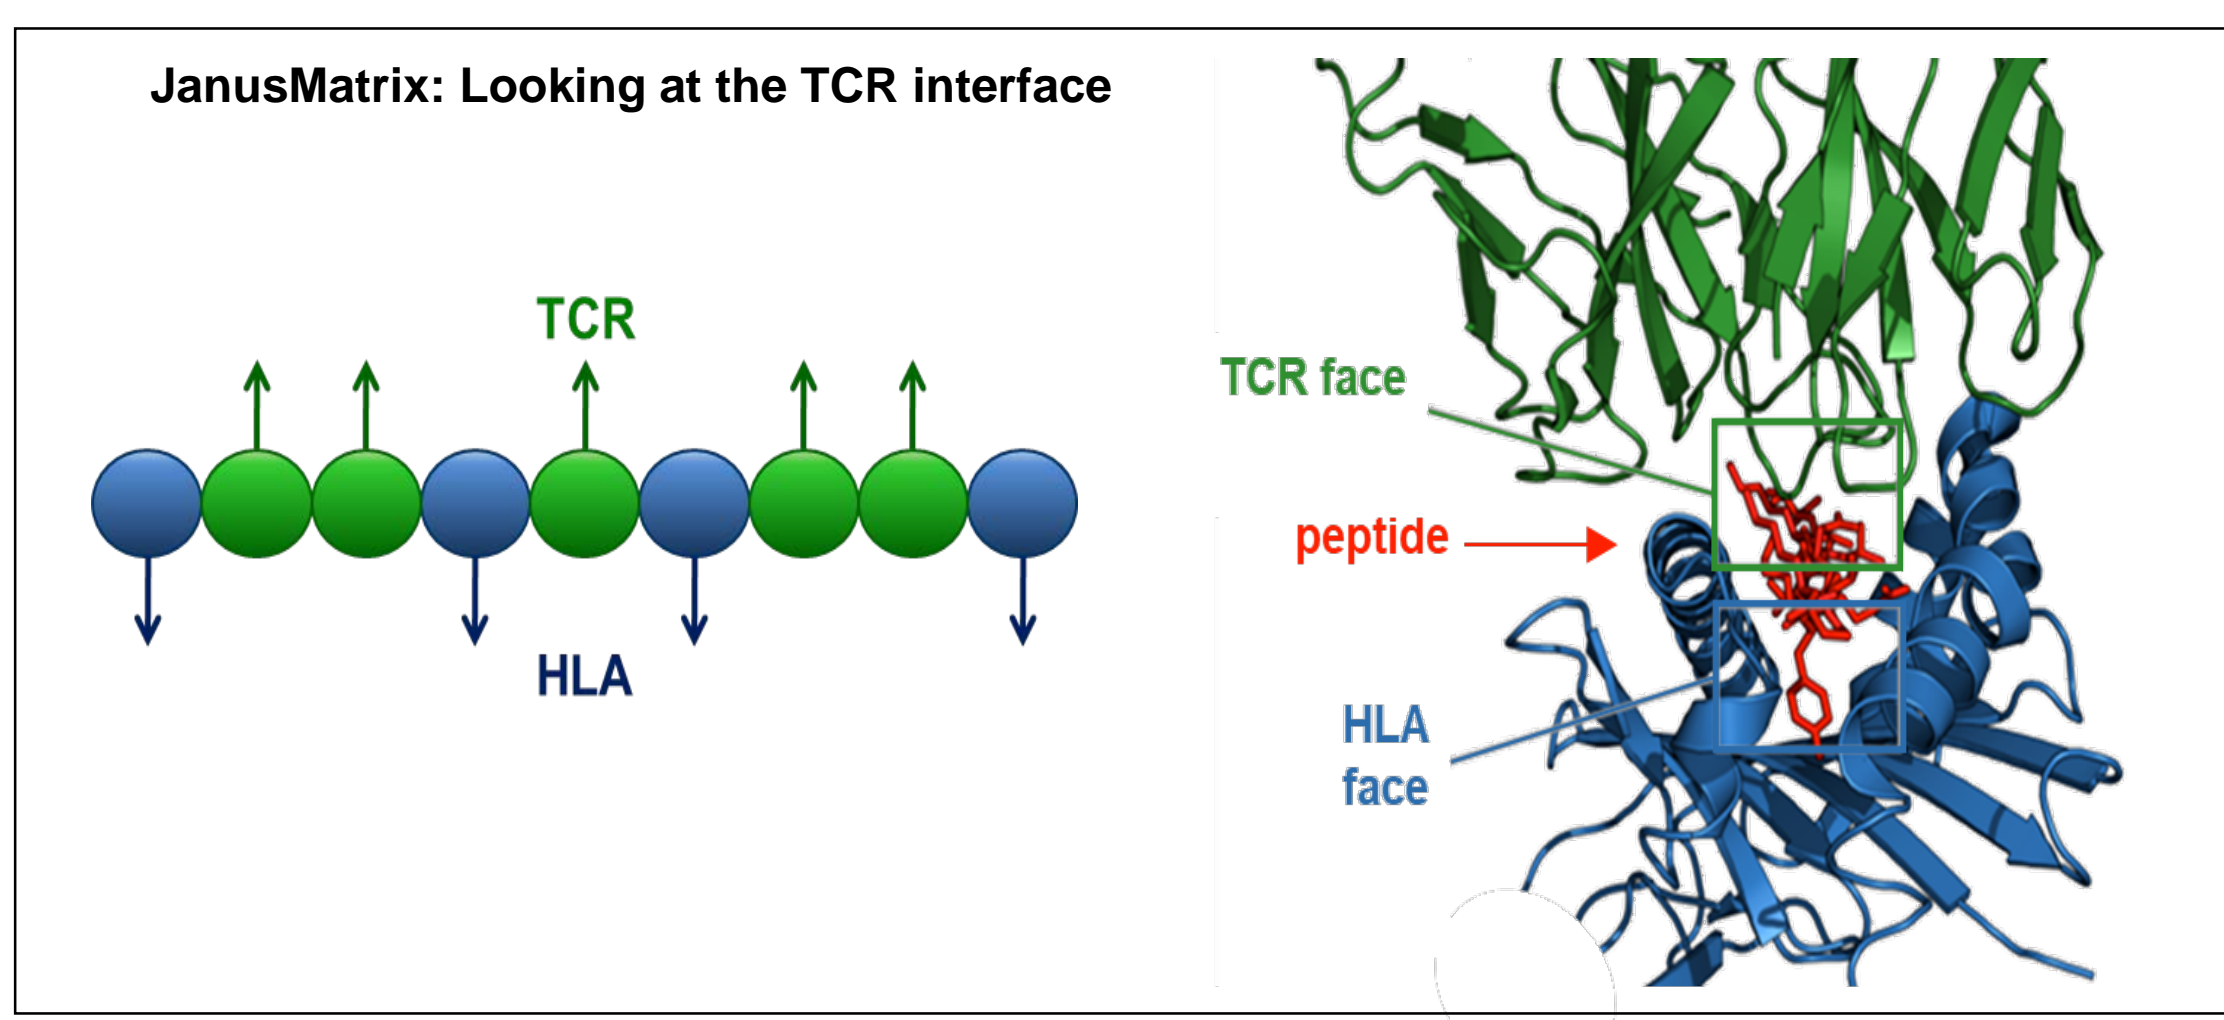 JanusMatrix: Looking at the TCR interface
TCR
HLA
TCR face
peptide
HLA
face